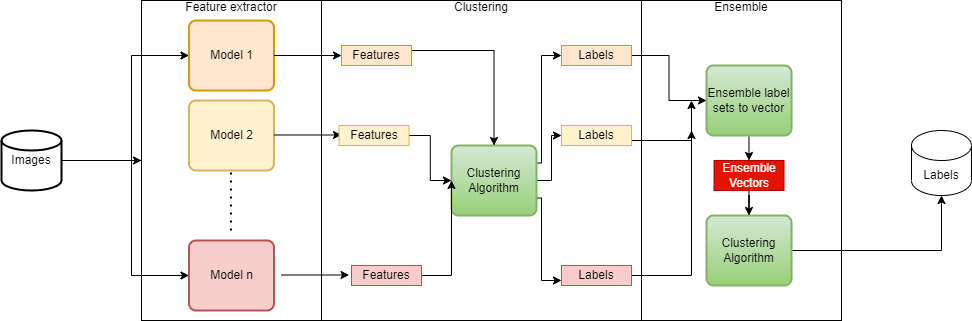 Feature extractor
Clustering
Ensemble
Model 1
Features
Labels
Ensemble label
sets to vector
Model 2
Features
Labels
Images
Clustering
Algorithm
Ensemble
Vectors
Labels
Model n
Features
Labels
Clustering
Algorithm